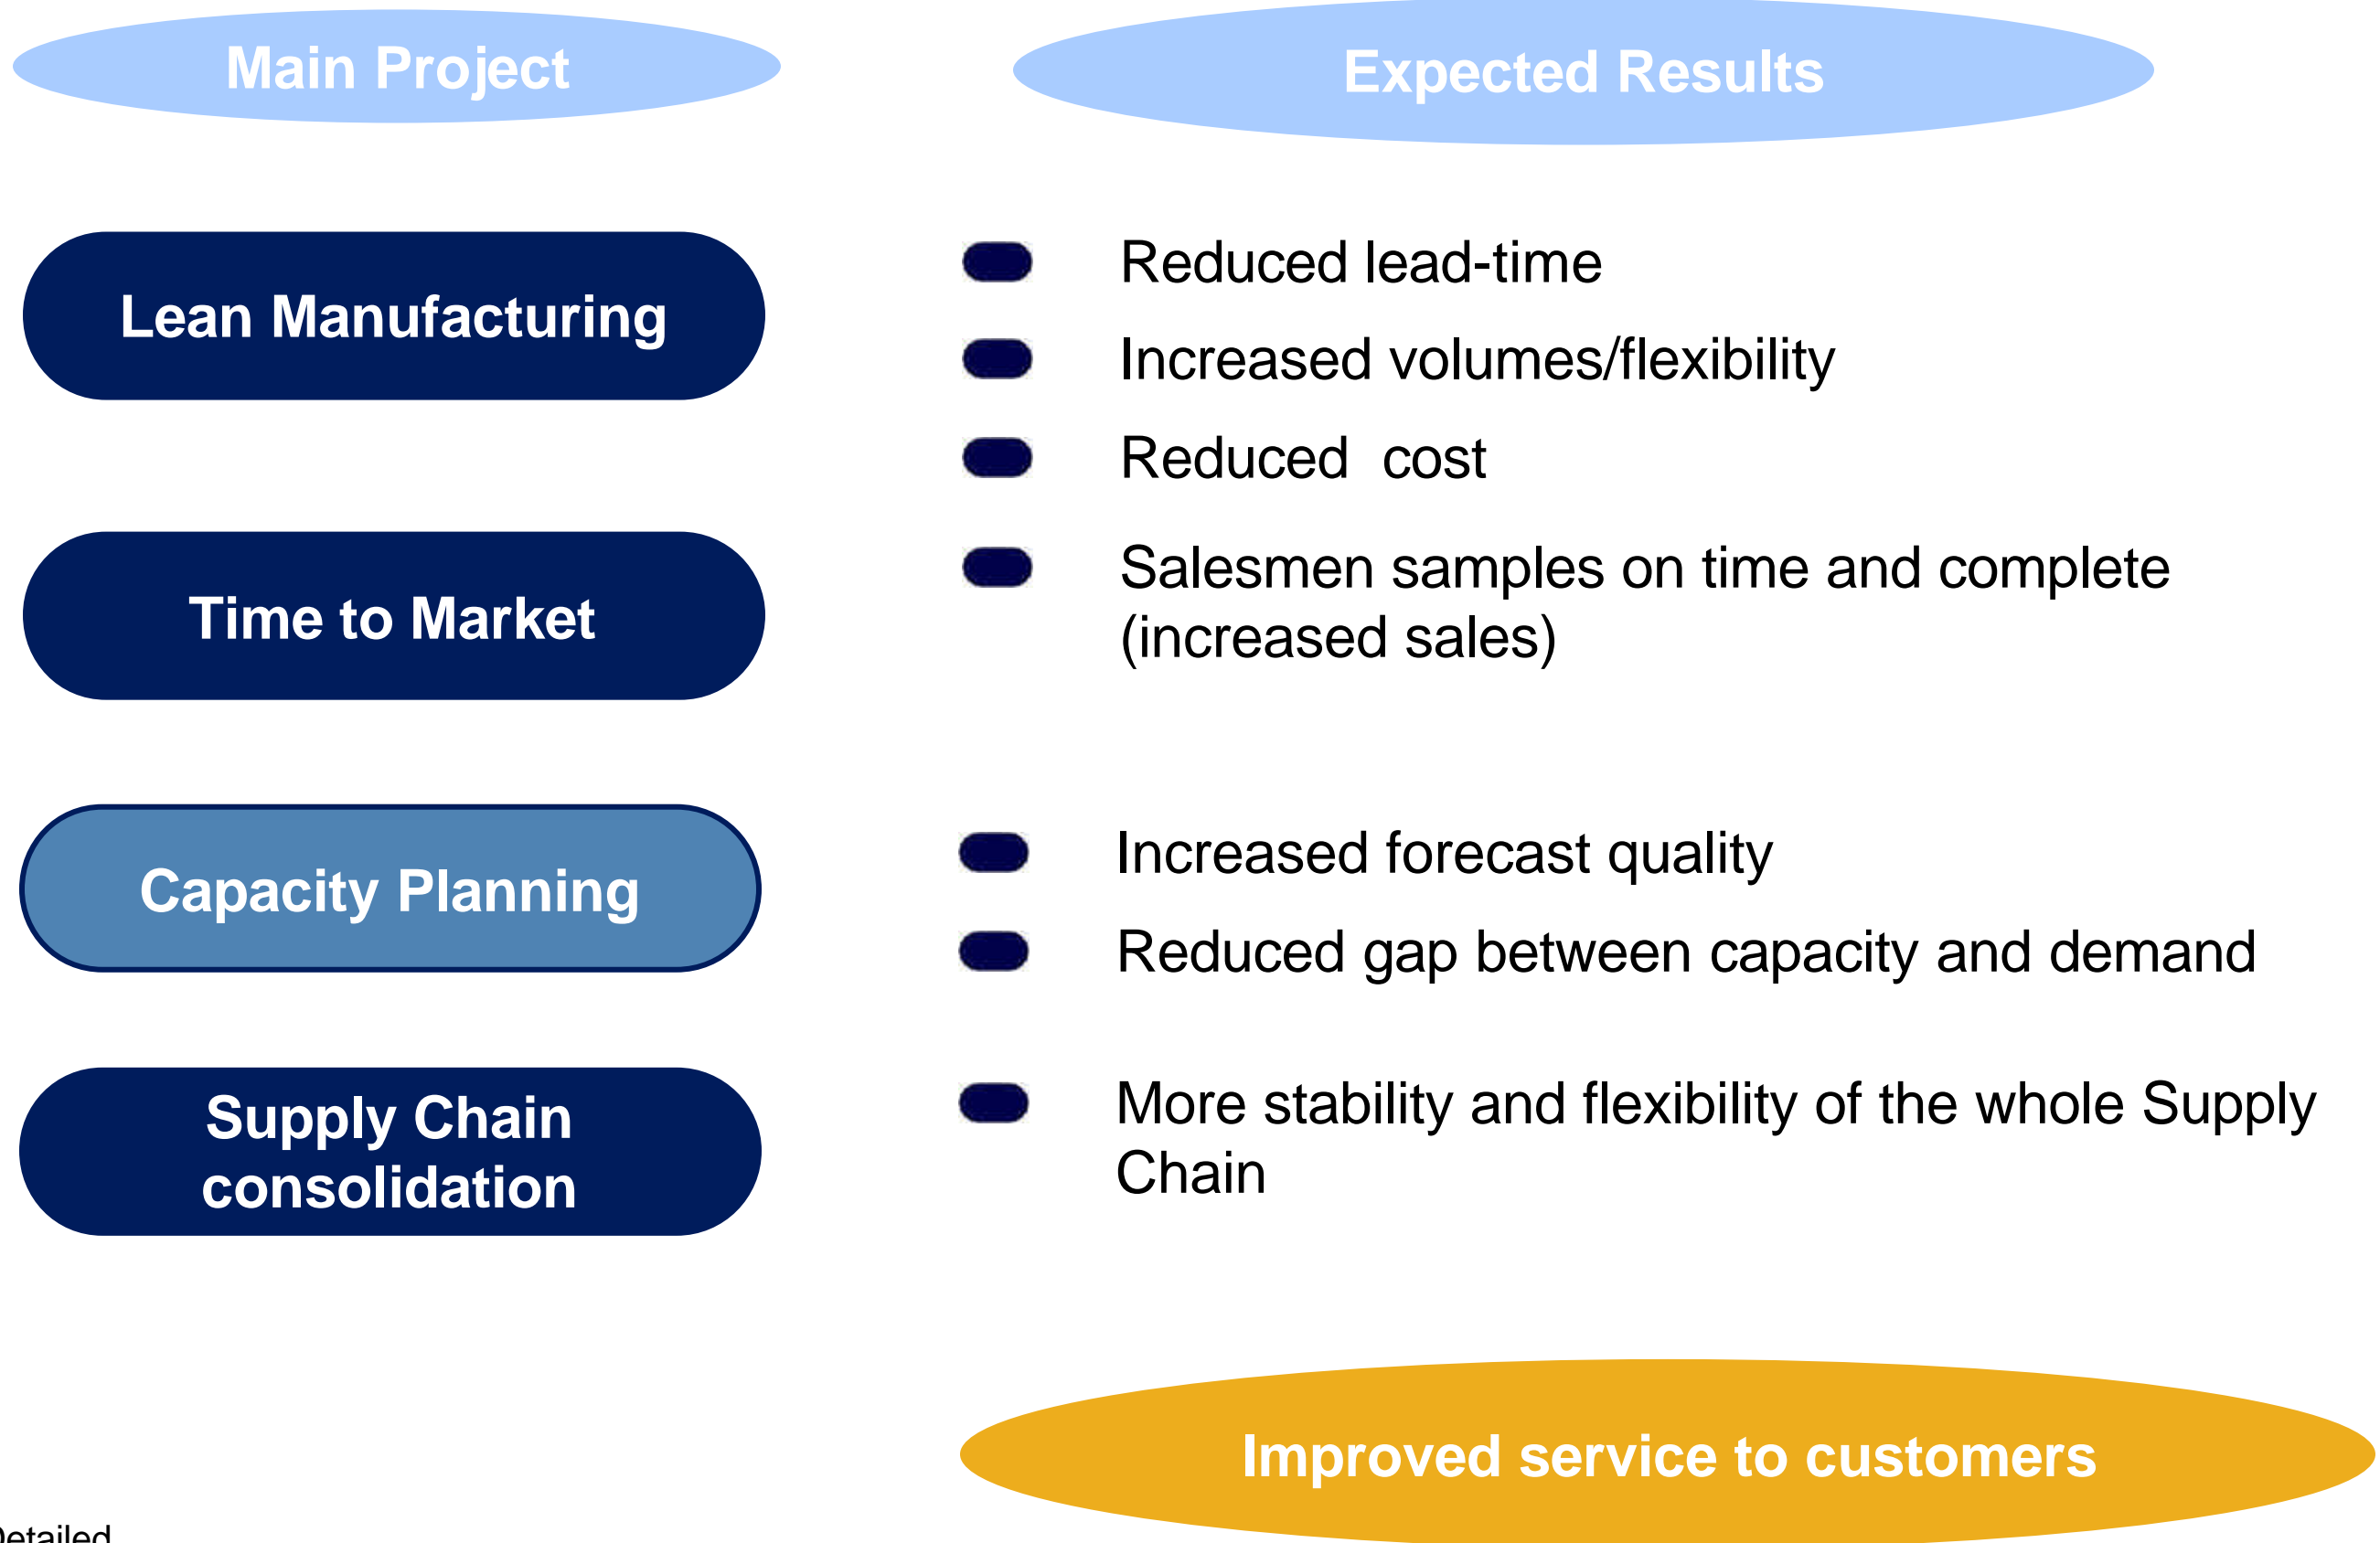 Main Project
Expected Results
Lean Manufacturing
Reduced lead-time
Increased volumes/flexibility
Reduced  cost
Time to Market
Salesmen samples on time and complete
(increased sales)
Capacity Planning
Increased forecast quality
Reduced gap between capacity and demand
Supply Chain
consolidation
More stability and flexibility of the whole Supply
Chain
Improved service to customers
Detailed